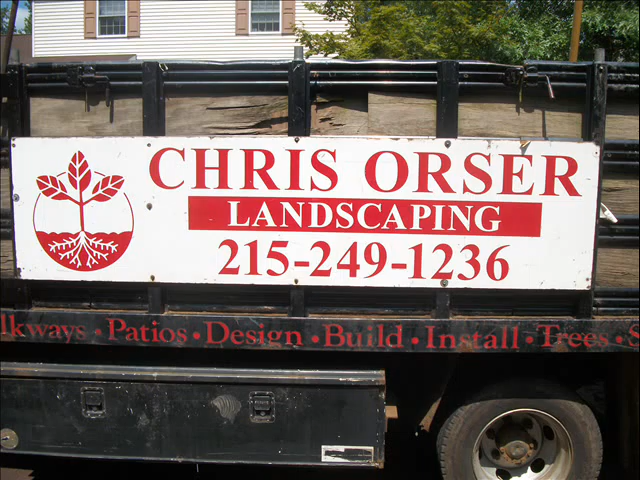 CHRIS ORSER
LANDSCAPING
215-249-1236
• Patios • Design • Build • Install • Trees •